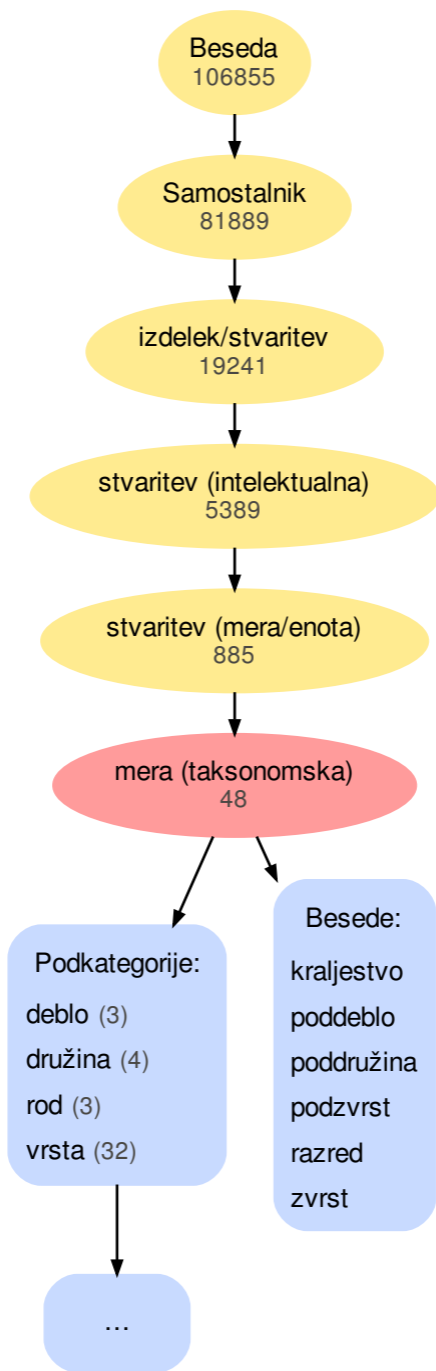 Beseda
106855
Samostalnik
81889
izdelek/stvaritev
19241
stvaritev (intelektualna)
5389
stvaritev (mera/enota)
885
mera (taksonomska)
48
Podkategorije:
deblo (3)
družina (4)
rod (3)
vrsta (32)
Besede:
kraljestvo
poddeblo
poddružina
podzvrst
razred
zvrst
...